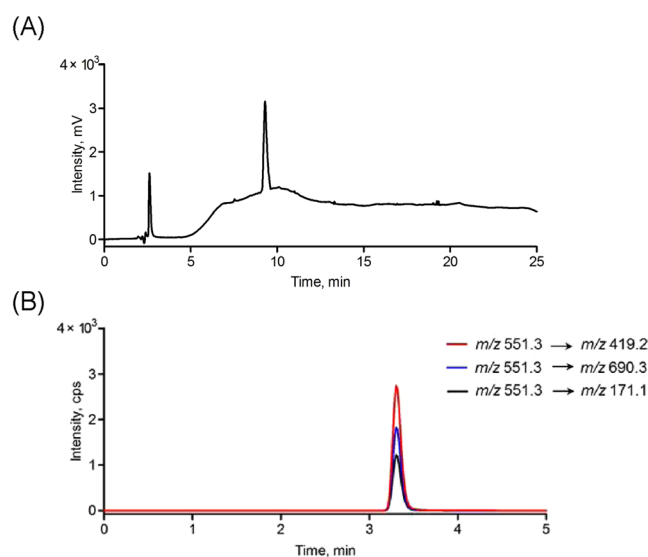 (A)
4 × 10³
3
2
1
0
Intensity, mV
0 5 10 15 20 25
Time, min
(B)
4 × 10³
3
2
1
0
Intensity, cps
m/z 551.3 → m/z 419.2
m/z 551.3 → m/z 690.3
m/z 551.3 → m/z 171.1
0 1 2 3 4 5
Time, min